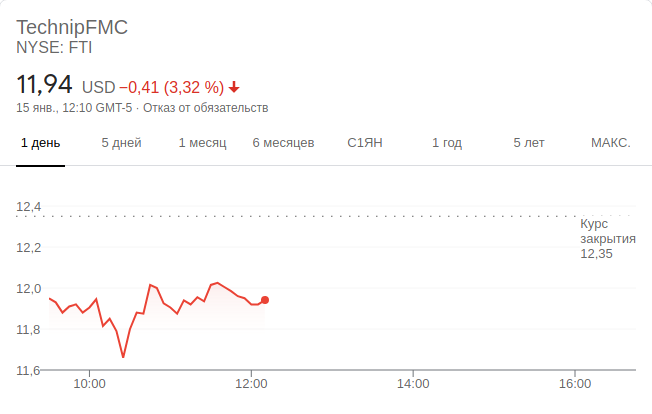 TechnipFMC
NYSE: FTI
11,94 USD −0,41 (3,32 %)
15 янв., 12:10 GMT-5 · Отказ от обязательств
1 день 5 дней 1 месяц 6 месяцев С1ЯН 1 год 5 лет МАКС.
12,4
Курс
закрытия
12,35
12,2
12,0
11,8
11,6
10:00 12:00 14:00 16:00